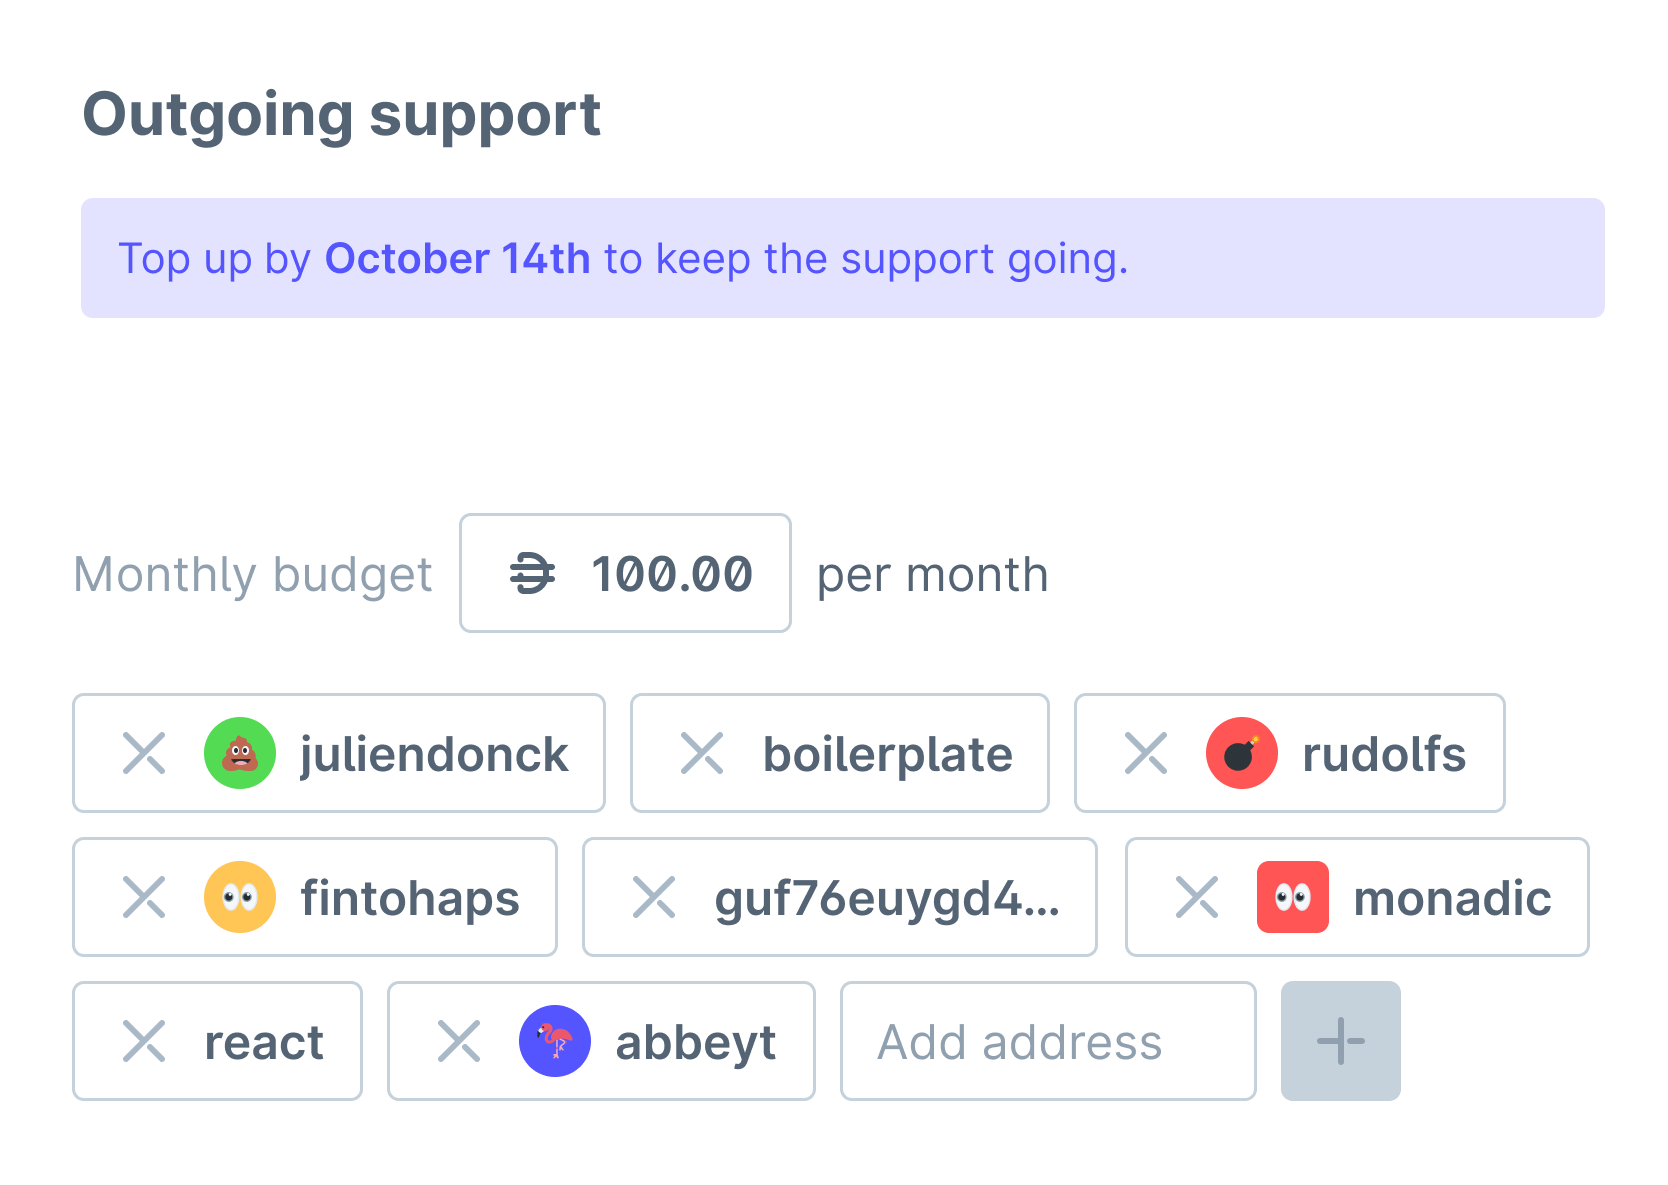 Outgoing support
Top up by October 14th to keep the support going.
Monthly budget 100.00 per month
juliendonck boilerplate rudolfs
fintohaps guf76euygd4... monadic
react abbeyt Add address